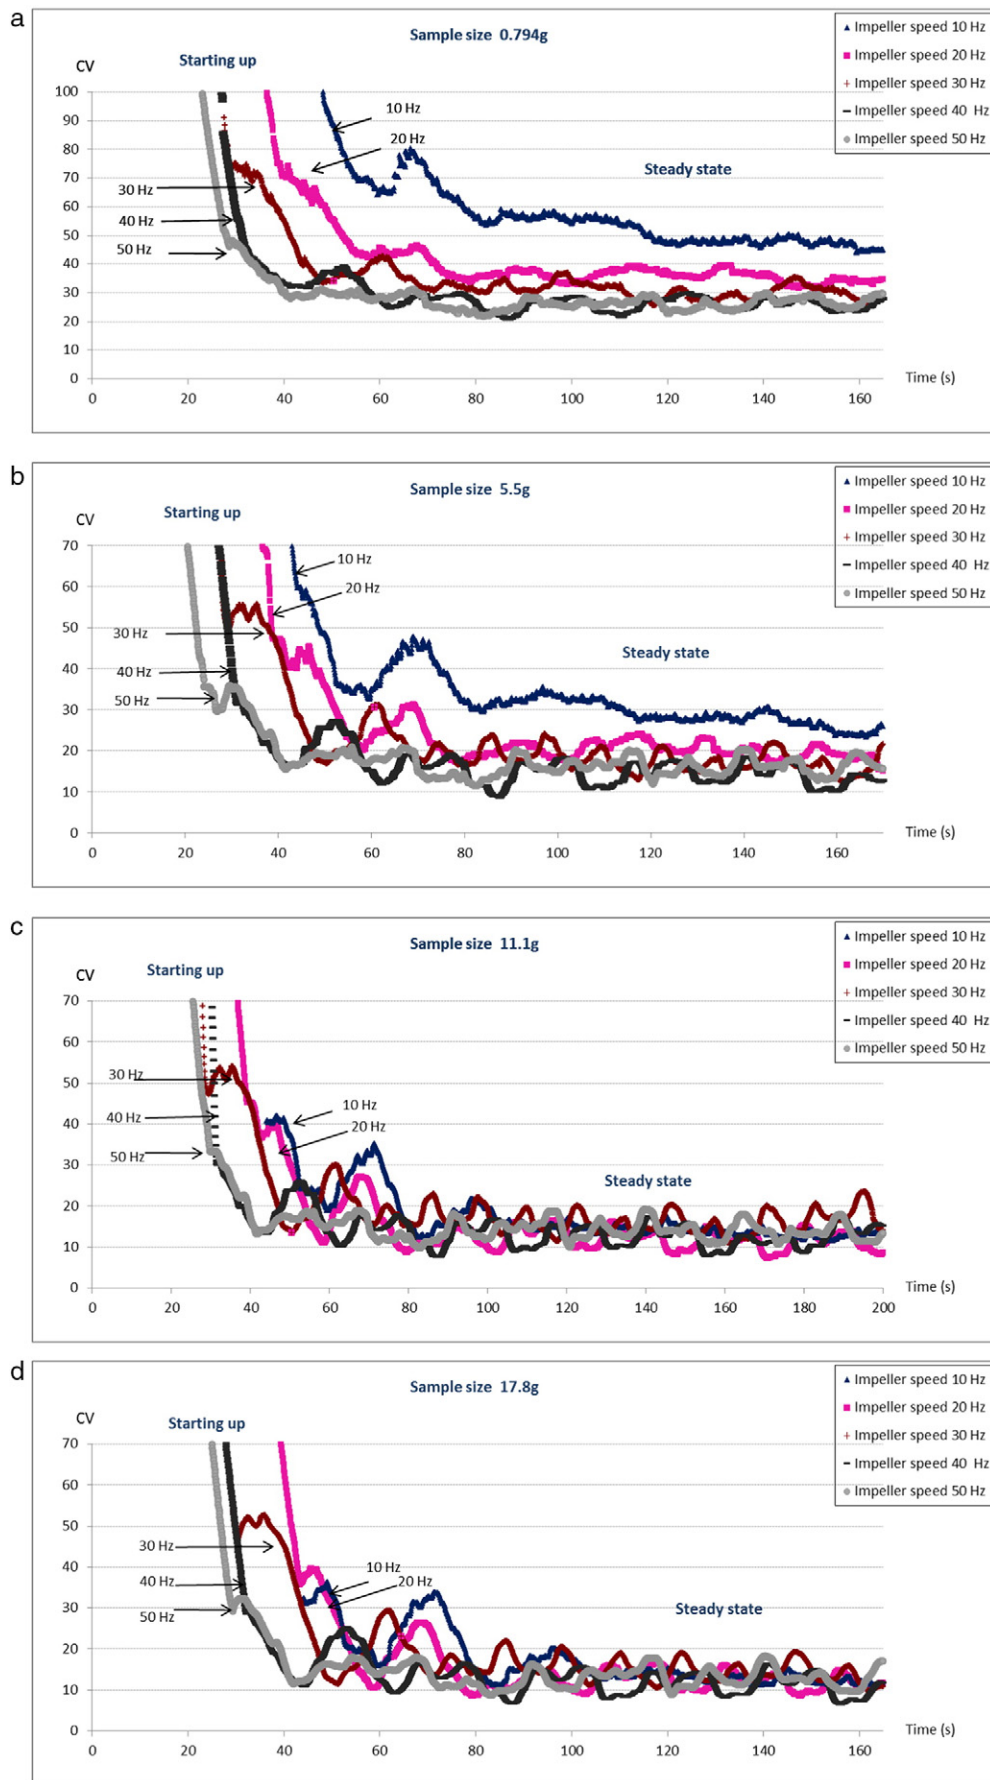 a
Sample size 0.794g
Impeller speed 10 Hz
Impeller speed 20 Hz
Impeller speed 30 Hz
Impeller speed 40 Hz
Impeller speed 50 Hz
Starting up
CV
100
90
80
70
60
50
40
30
20
10
0
10 Hz
20 Hz
30 Hz
40 Hz
50 Hz
Steady state
Time (s)
0 20 40 60 80 100 120 140 160
b
Sample size 5.5g
Impeller speed 10 Hz
Impeller speed 20 Hz
Impeller speed 30 Hz
Impeller speed 40 Hz
Impeller speed 50 Hz
Starting up
CV
70
60
50
40
30
20
10
0
10 Hz
20 Hz
30 Hz
40 Hz
50 Hz
Steady state
Time (s)
0 20 40 60 80 100 120 140 160
c
Sample size 11.1g
Impeller speed 10 Hz
Impeller speed 20 Hz
Impeller speed 30 Hz
Impeller speed 40 Hz
Impeller speed 50 Hz
Starting up
CV
70
60
50
40
30
20
10
0
30 Hz
10 Hz
40 Hz
20 Hz
50 Hz
Steady state
Time (s)
0 20 40 60 80 100 120 140 160 180 200
d
Sample size 17.8g
Impeller speed 10 Hz
Impeller speed 20 Hz
Impeller speed 30 Hz
Impeller speed 40 Hz
Impeller speed 50 Hz
Starting up
CV
70
60
50
40
30
20
10
0
30 Hz
10 Hz
40 Hz
20 Hz
50 Hz
Steady state
Time (s)
0 20 40 60 80 100 120 140 160